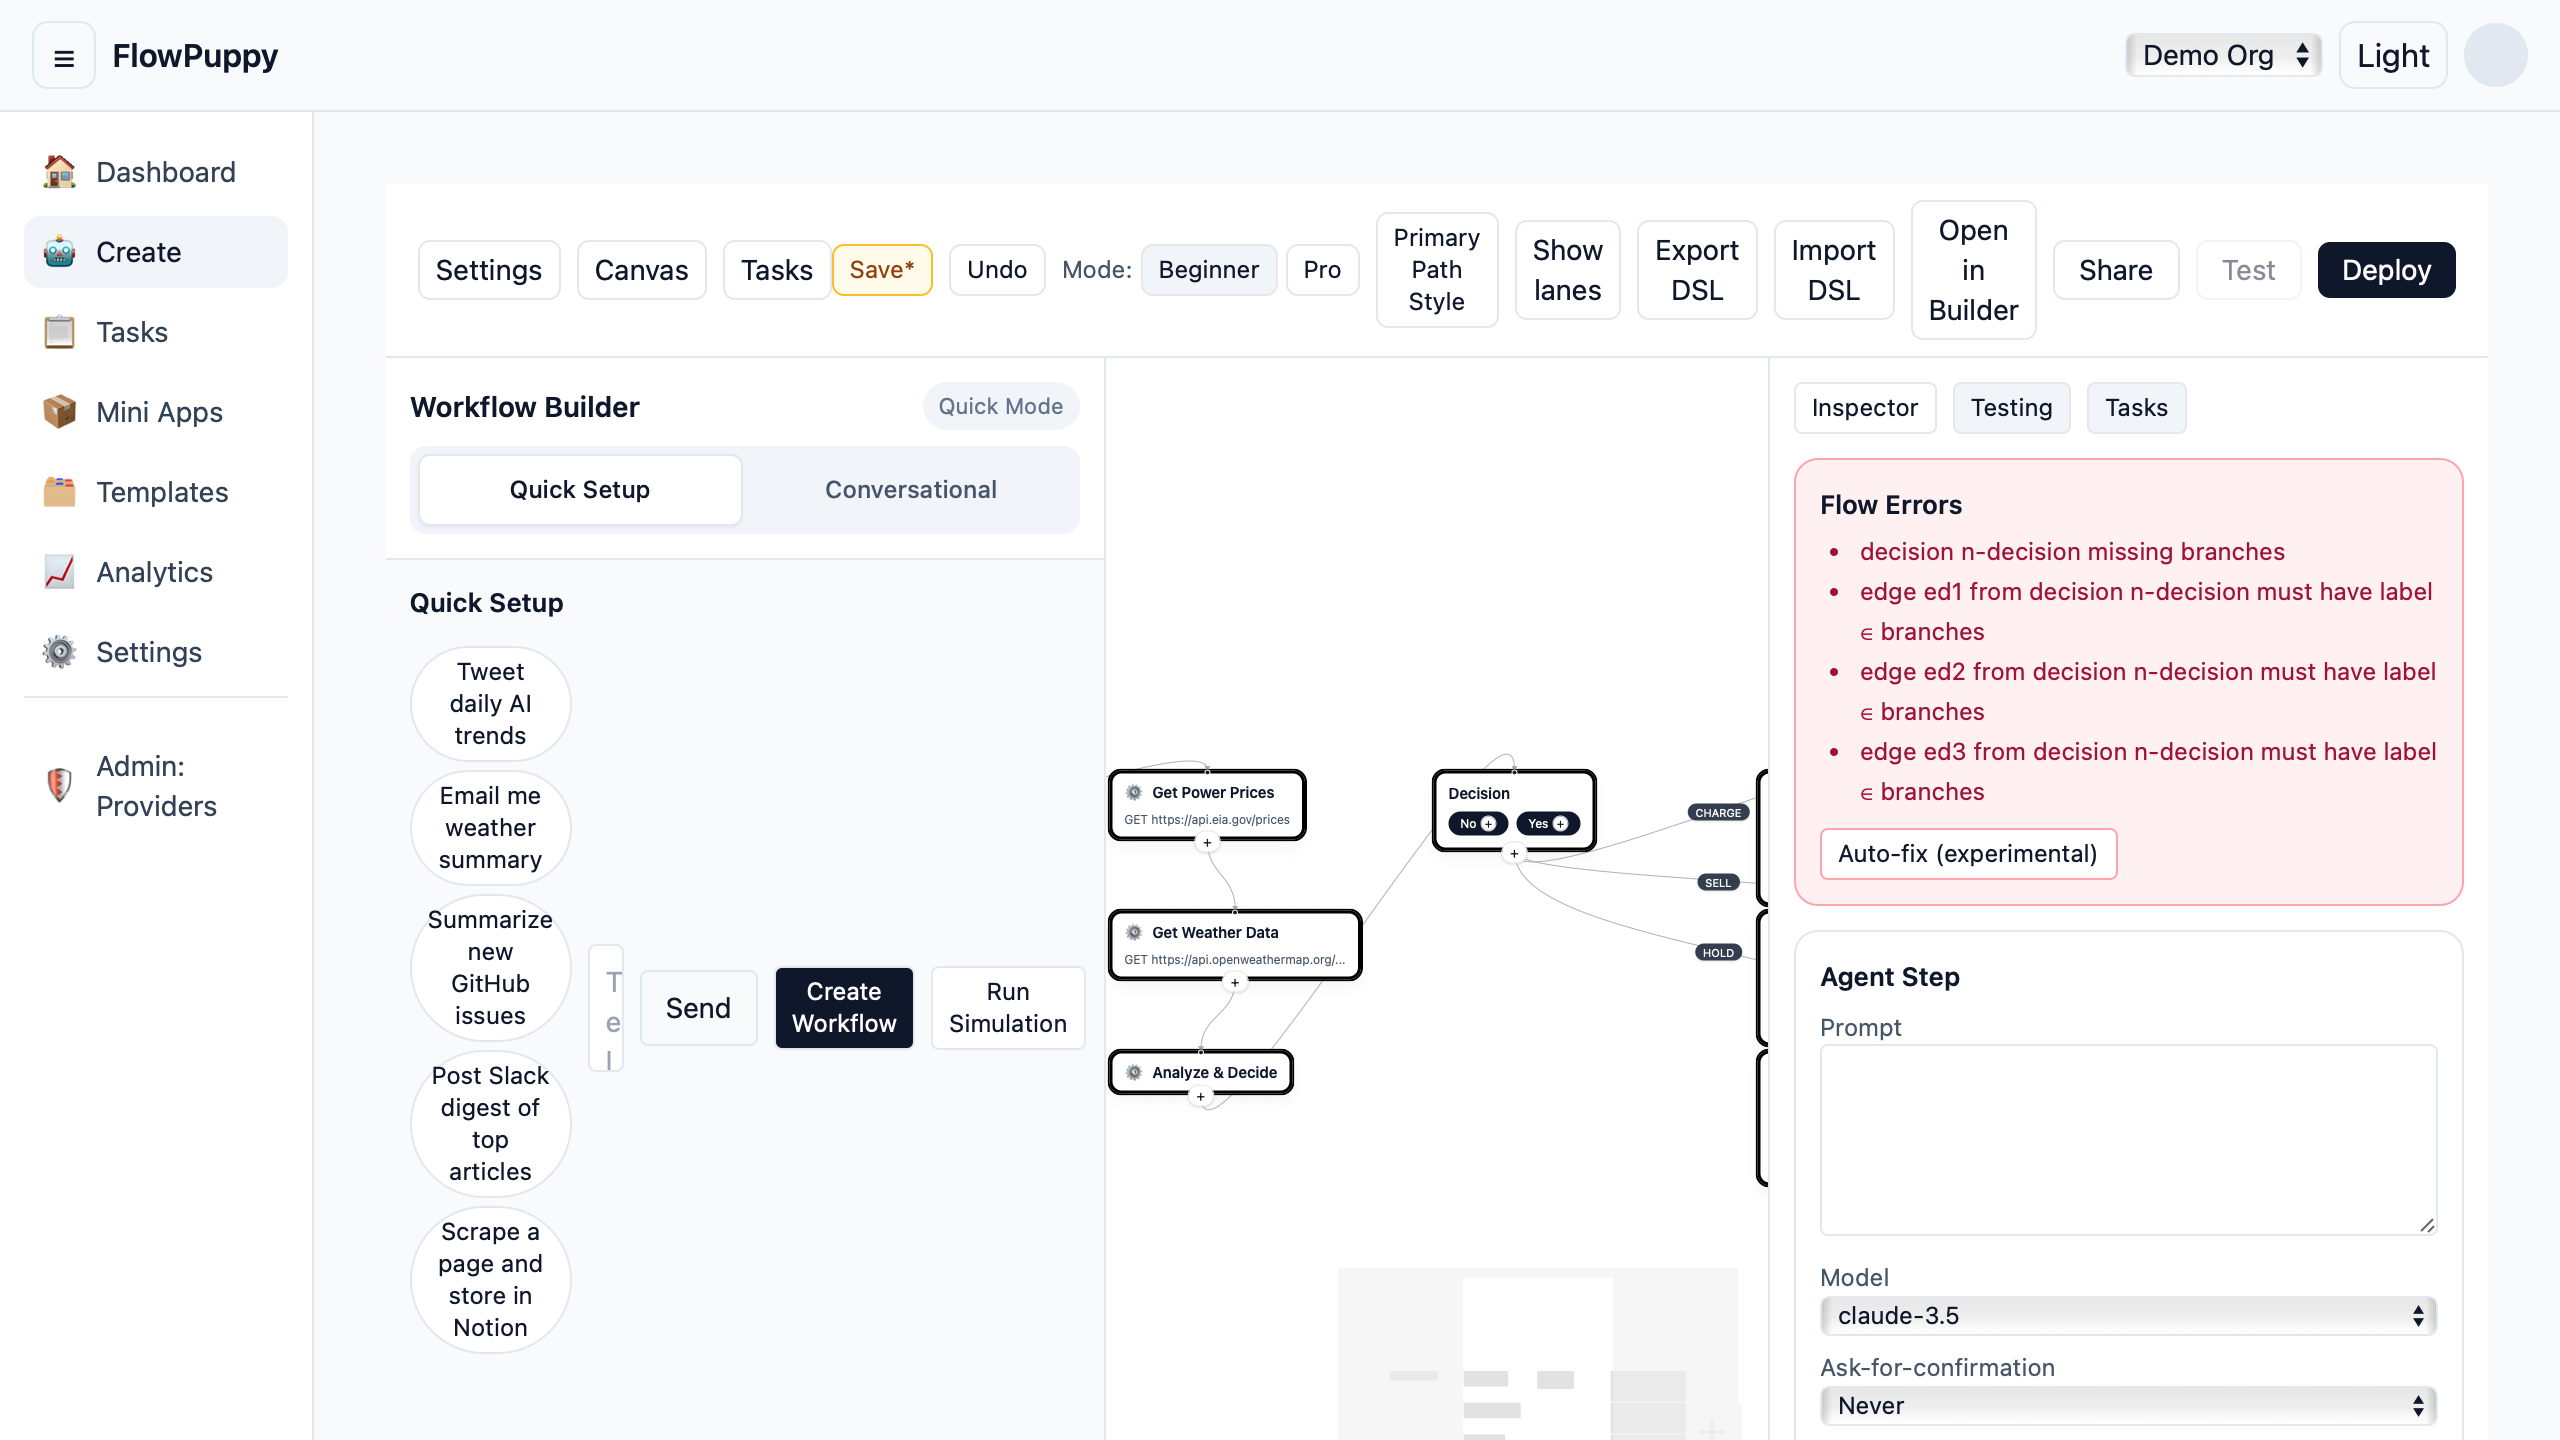 ≡
FlowPuppy
Demo Org
Light
Dashboard
Create
Tasks
Mini Apps
Templates
Analytics
Settings
Admin:
Providers
Settings
Canvas
Tasks
Save*
Undo
Mode:
Beginner
Pro
Primary
Path
Style
Show
lanes
Export
DSL
Import
DSL
Open
in
Builder
Share
Test
Deploy
Workflow Builder
Quick Mode
Quick Setup
Conversational
Quick Setup
Tweet
daily AI
trends
Email me
weather
summary
Summarize
new
GitHub
issues
Post Slack
digest of
top
articles
Scrape a
page and
store in
Notion
T
e
l
Send
Create
Workflow
Run
Simulation
Get Power Prices
GET https://api.eia.gov/prices
+
Get Weather Data
GET https://api.openweathermap.org/...
+
Analyze & Decide
+
Decision
No +
Yes +
+
CHARGE
SELL
HOLD
Inspector
Testing
Tasks
Flow Errors
• decision n-decision missing branches
• edge ed1 from decision n-decision must have label
∈ branches
• edge ed2 from decision n-decision must have label
∈ branches
• edge ed3 from decision n-decision must have label
∈ branches
Auto-fix (experimental)
Agent Step
Prompt
Model
claude-3.5
Ask-for-confirmation
Never